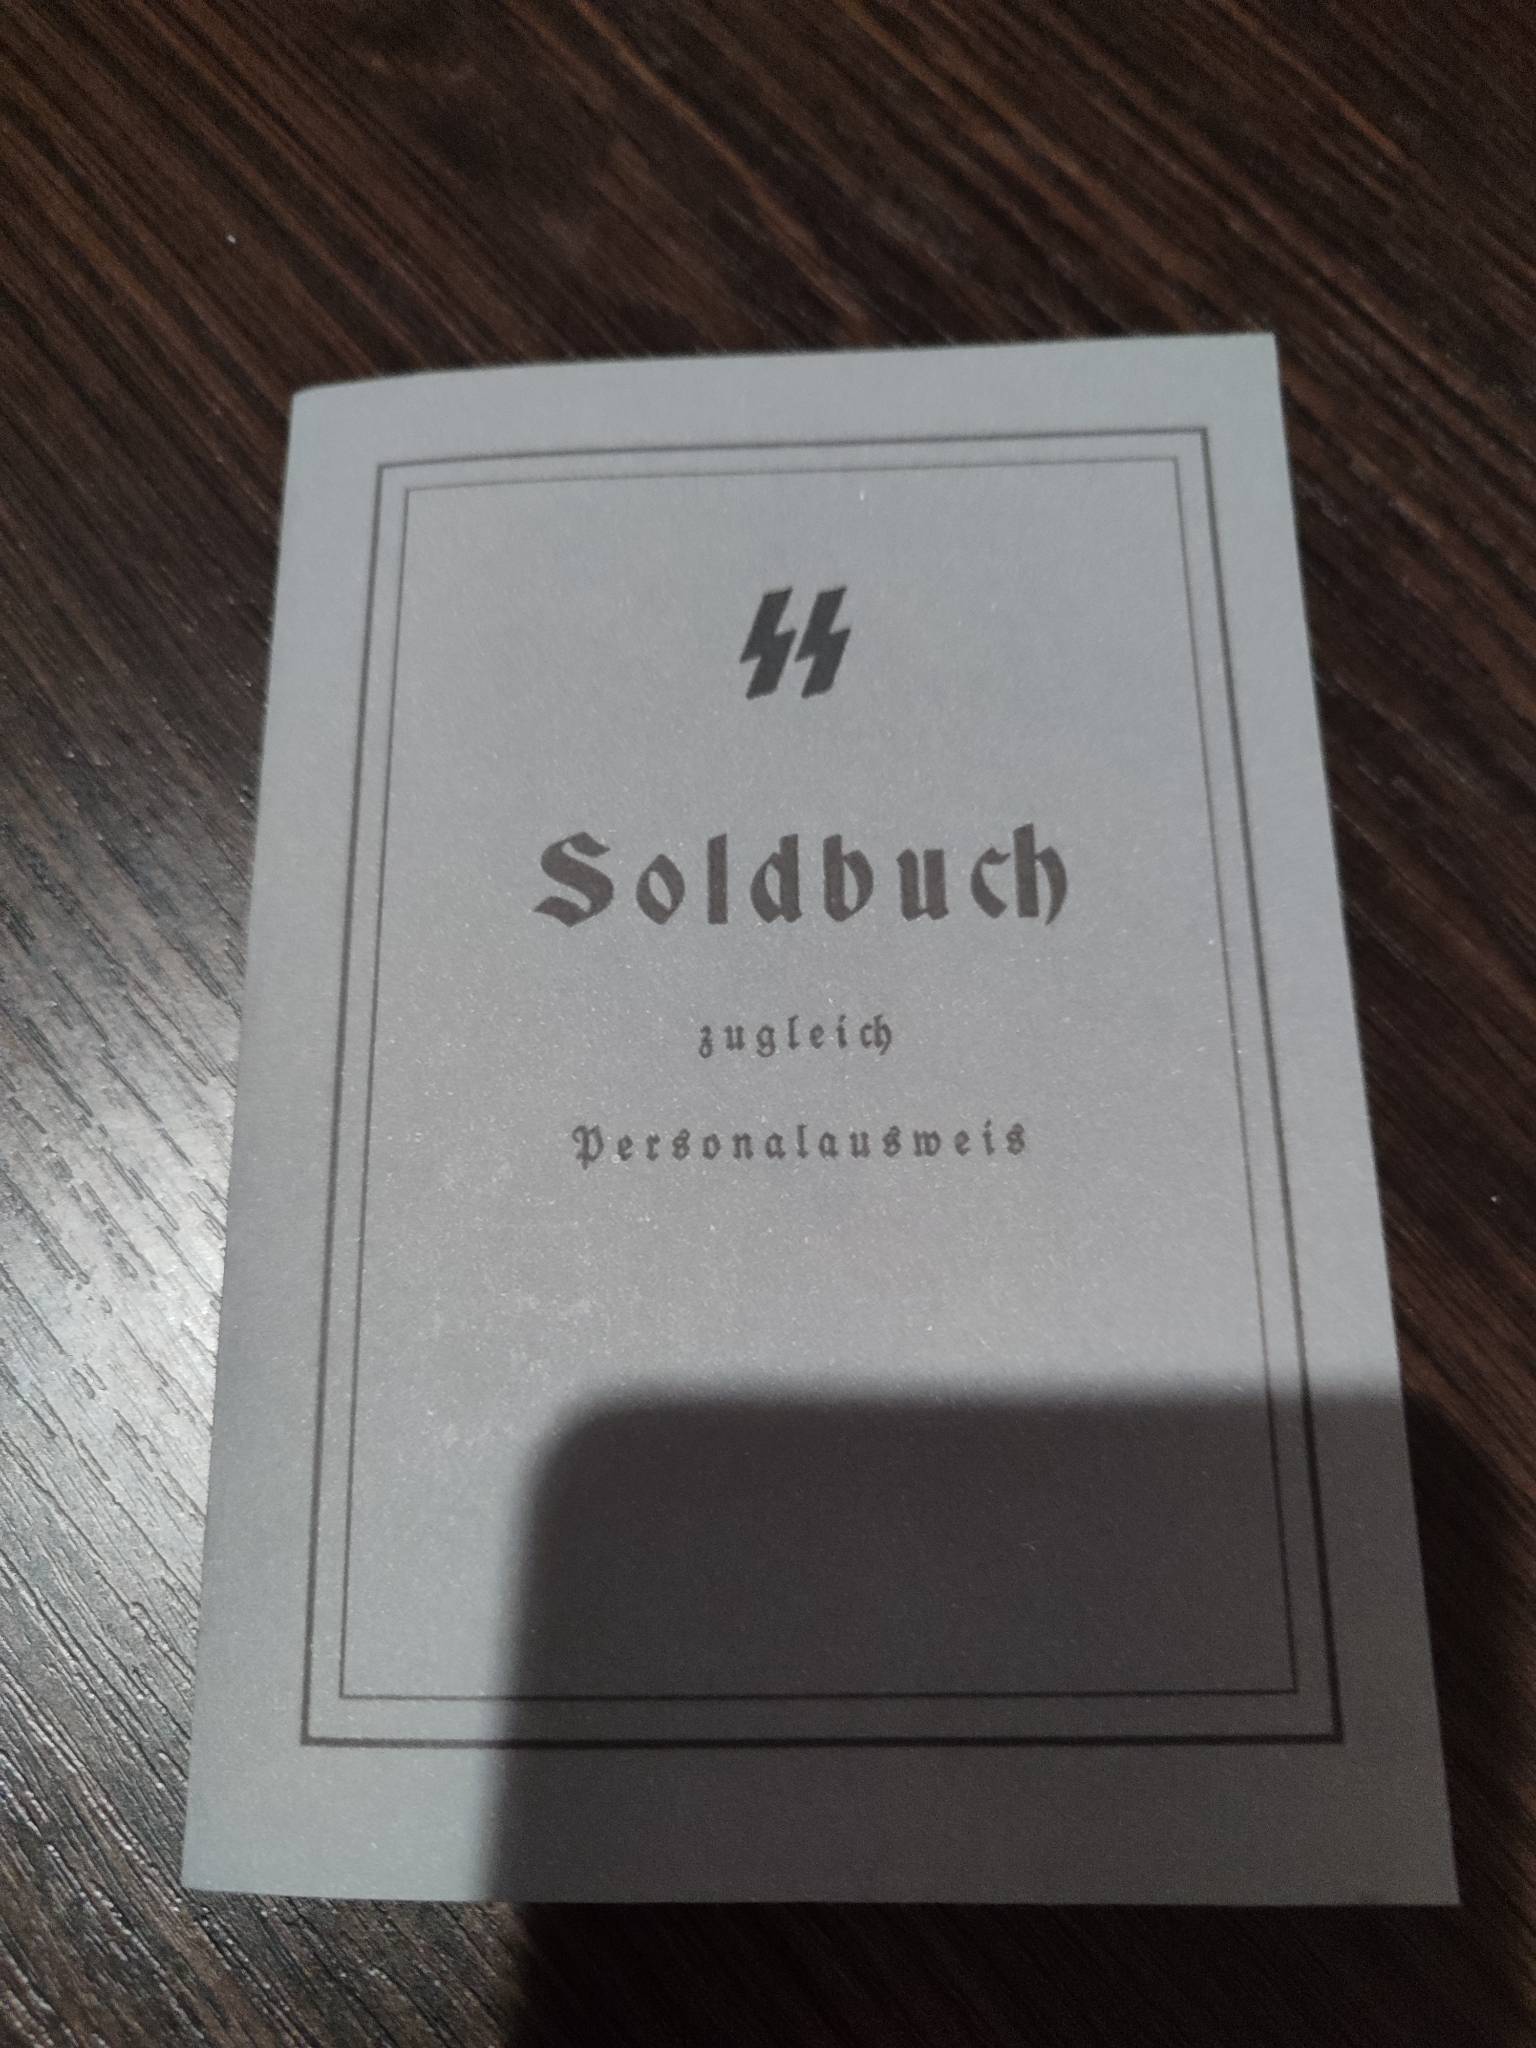 ᛋᛋ
Soldbuch
zugleich
Personalausweis